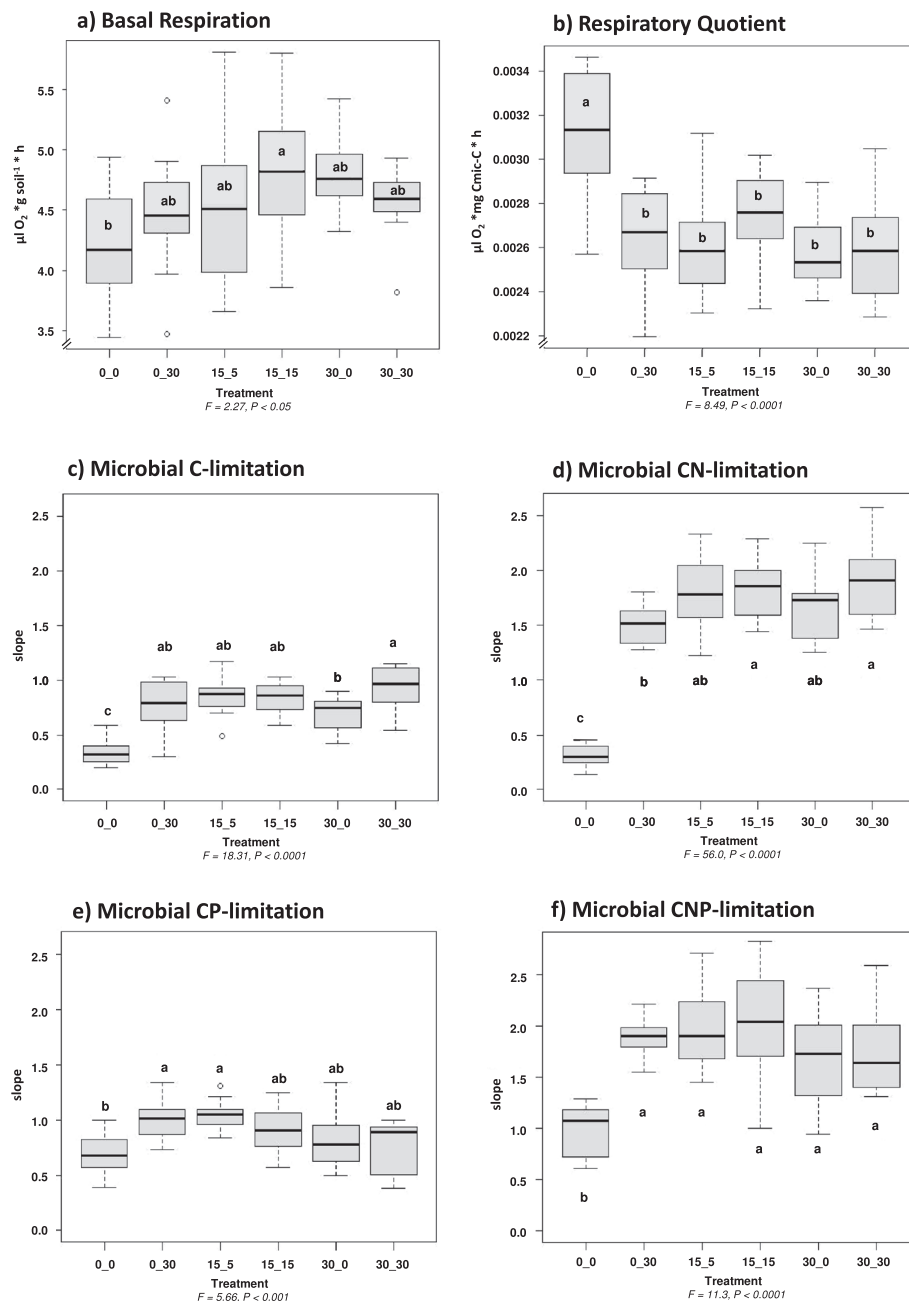 a) Basal Respiration
µl O2 *g soil-1 * h
5.5
5.0
4.5
4.0
3.5
b
ab
ab
a
ab
ab
0_0 0_30 15_5 15_15 30_0 30_30
Treatment
F = 2.27, P < 0.05
b) Respiratory Quotient
µl O2 *mg Cmic-C * h
0.0034
0.0032
0.0030
0.0028
0.0026
0.0024
0.0022
a
b
b
b
b
b
0_0 0_30 15_5 15_15 30_0 30_30
Treatment
F = 8.49, P < 0.0001
c) Microbial C-limitation
slope
2.5
2.0
1.5
1.0
0.5
0.0
c
ab
ab
ab
b
a
0_0 0_30 15_5 15_15 30_0 30_30
Treatment
F = 18.31, P < 0.0001
d) Microbial CN-limitation
slope
2.5
2.0
1.5
1.0
0.5
0.0
c
b
ab
a
ab
a
0_0 0_30 15_5 15_15 30_0 30_30
Treatment
F = 56.0, P < 0.0001
e) Microbial CP-limitation
slope
2.5
2.0
1.5
1.0
0.5
0.0
b
a
a
ab
ab
ab
0_0 0_30 15_5 15_15 30_0 30_30
Treatment
F = 5.66, P < 0.001
f) Microbial CNP-limitation
slope
2.5
2.0
1.5
1.0
0.5
0.0
b
a
a
a
a
a
0_0 0_30 15_5 15_15 30_0 30_30
Treatment
F = 11.3, P < 0.0001